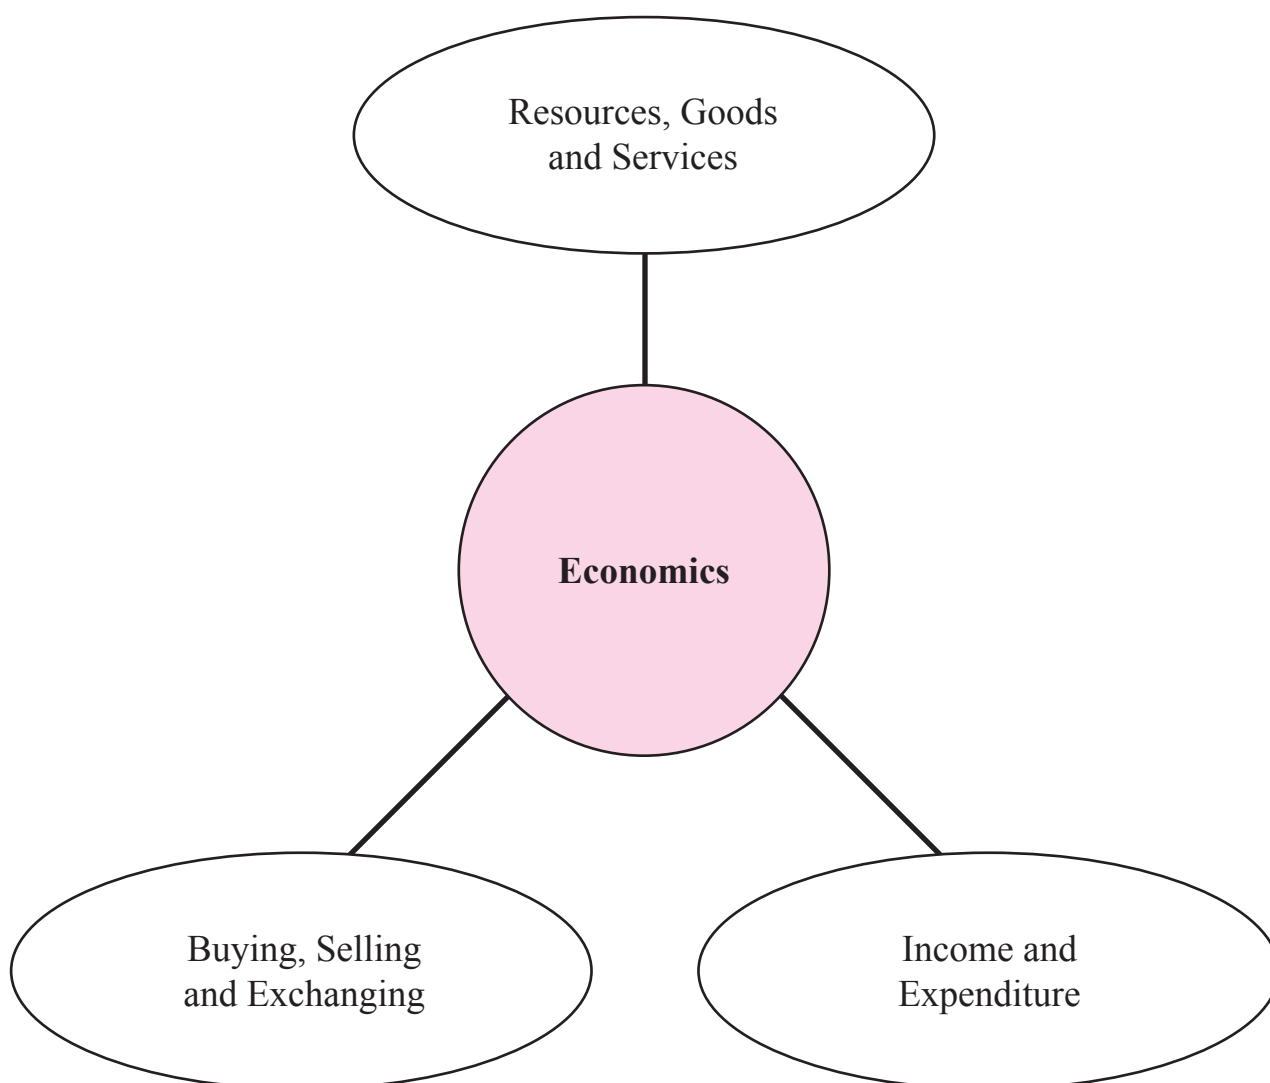 Resources, Goods
and Services
Economics
Buying, Selling
and Exchanging
Income and
Expenditure